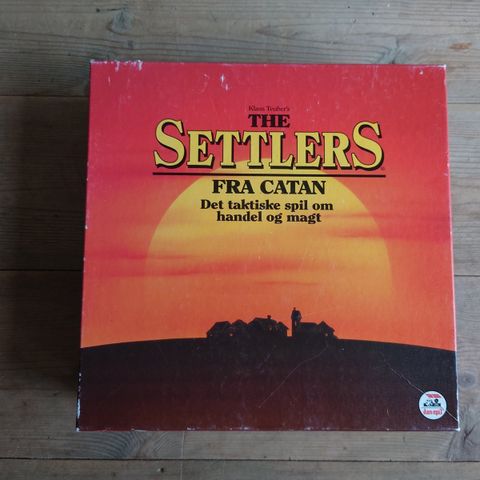 Klaus Teuber's
THE
SETTLERS
FRA CATAN
Det taktiske spil om
handel og magt
dan-spil